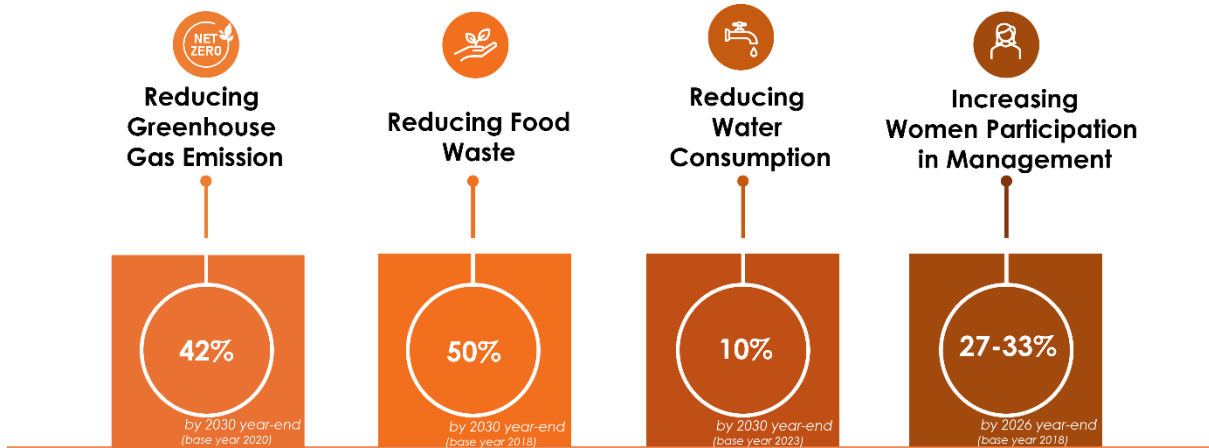 NET
ZERO
Reducing
Greenhouse
Gas Emission
42%
by 2030 year-end
(base year 2020)
Reducing Food
Waste
50%
by 2030 year-end
(base year 2018)
Reducing
Water
Consumption
10%
by 2030 year-end
(base year 2023)
Increasing
Women Participation
in Management
27-33%
by 2026 year-end
(base year 2018)